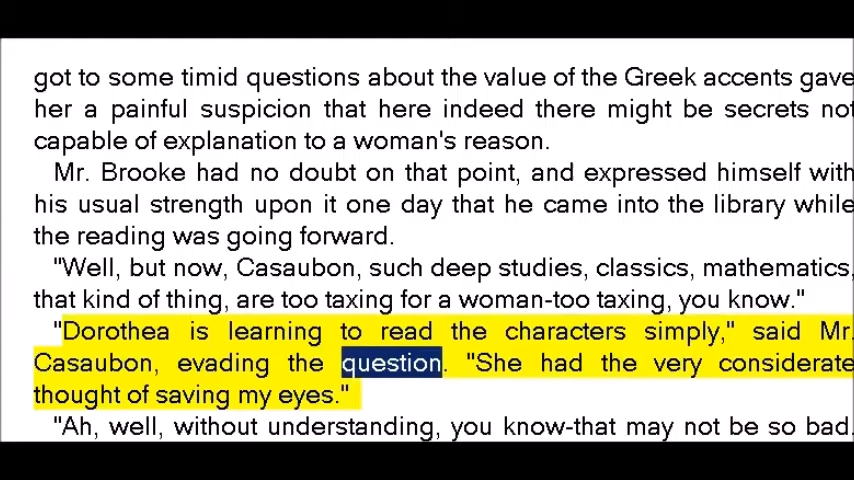 got to some timid questions about the value of the Greek accents gave
her a painful suspicion that here indeed there might be secrets not
capable of explanation to a woman's reason.
Mr. Brooke had no doubt on that point, and expressed himself with
his usual strength upon it one day that he came into the library while
the reading was going forward.
"Well, but now, Casaubon, such deep studies, classics, mathematics,
that kind of thing, are too taxing for a woman-too taxing, you know."
"Dorothea is learning to read the characters simply," said Mr.
Casaubon, evading the question. "She had the very considerate
thought of saving my eyes."
"Ah, well, without understanding, you know-that may not be so bad.